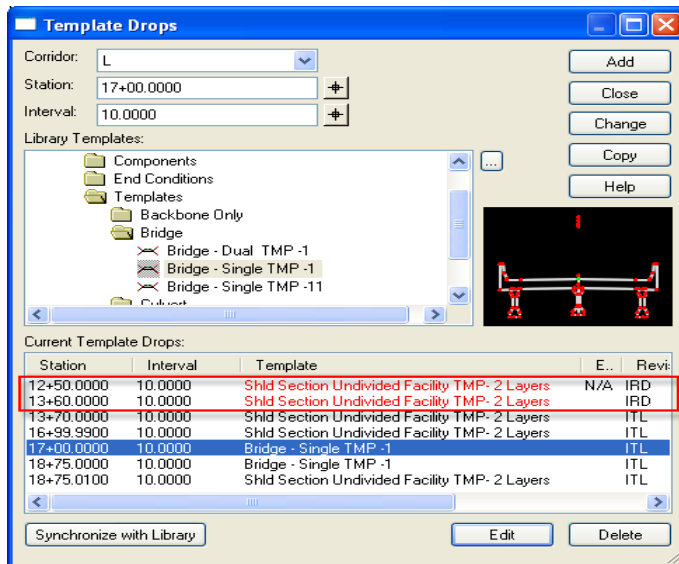 Template Drops
Corridor: L
Add
Station: 17+00.0000
Close
Interval: 10.0000
Change
Library Templates:
Copy
Components
...
End Conditions
Help
Templates
Backbone Only
Bridge
Bridge - Dual TMP -1
Bridge - Single TMP -1
Bridge - Single TMP -11
Culvert
Current Template Drops:
Station Interval Template E.. Revi:
12+50.0000 10.0000 Shld Section Undivided Facility TMP- 2 Layers N/A IRD
13+60.0000 10.0000 Shld Section Undivided Facility TMP- 2 Layers IRD
13+70.0000 10.0000 Shld Section Undivided Facility TMP- 2 Layers ITL
16+99.9900 10.0000 Shld Section Undivided Facility TMP- 2 Layers ITL
17+00.0000 10.0000 Bridge - Single TMP -1 ITL
18+75.0000 10.0000 Bridge - Single TMP -1 ITL
18+75.0100 10.0000 Shld Section Undivided Facility TMP- 2 Layers ITL
Synchronize with Library Edit Delete